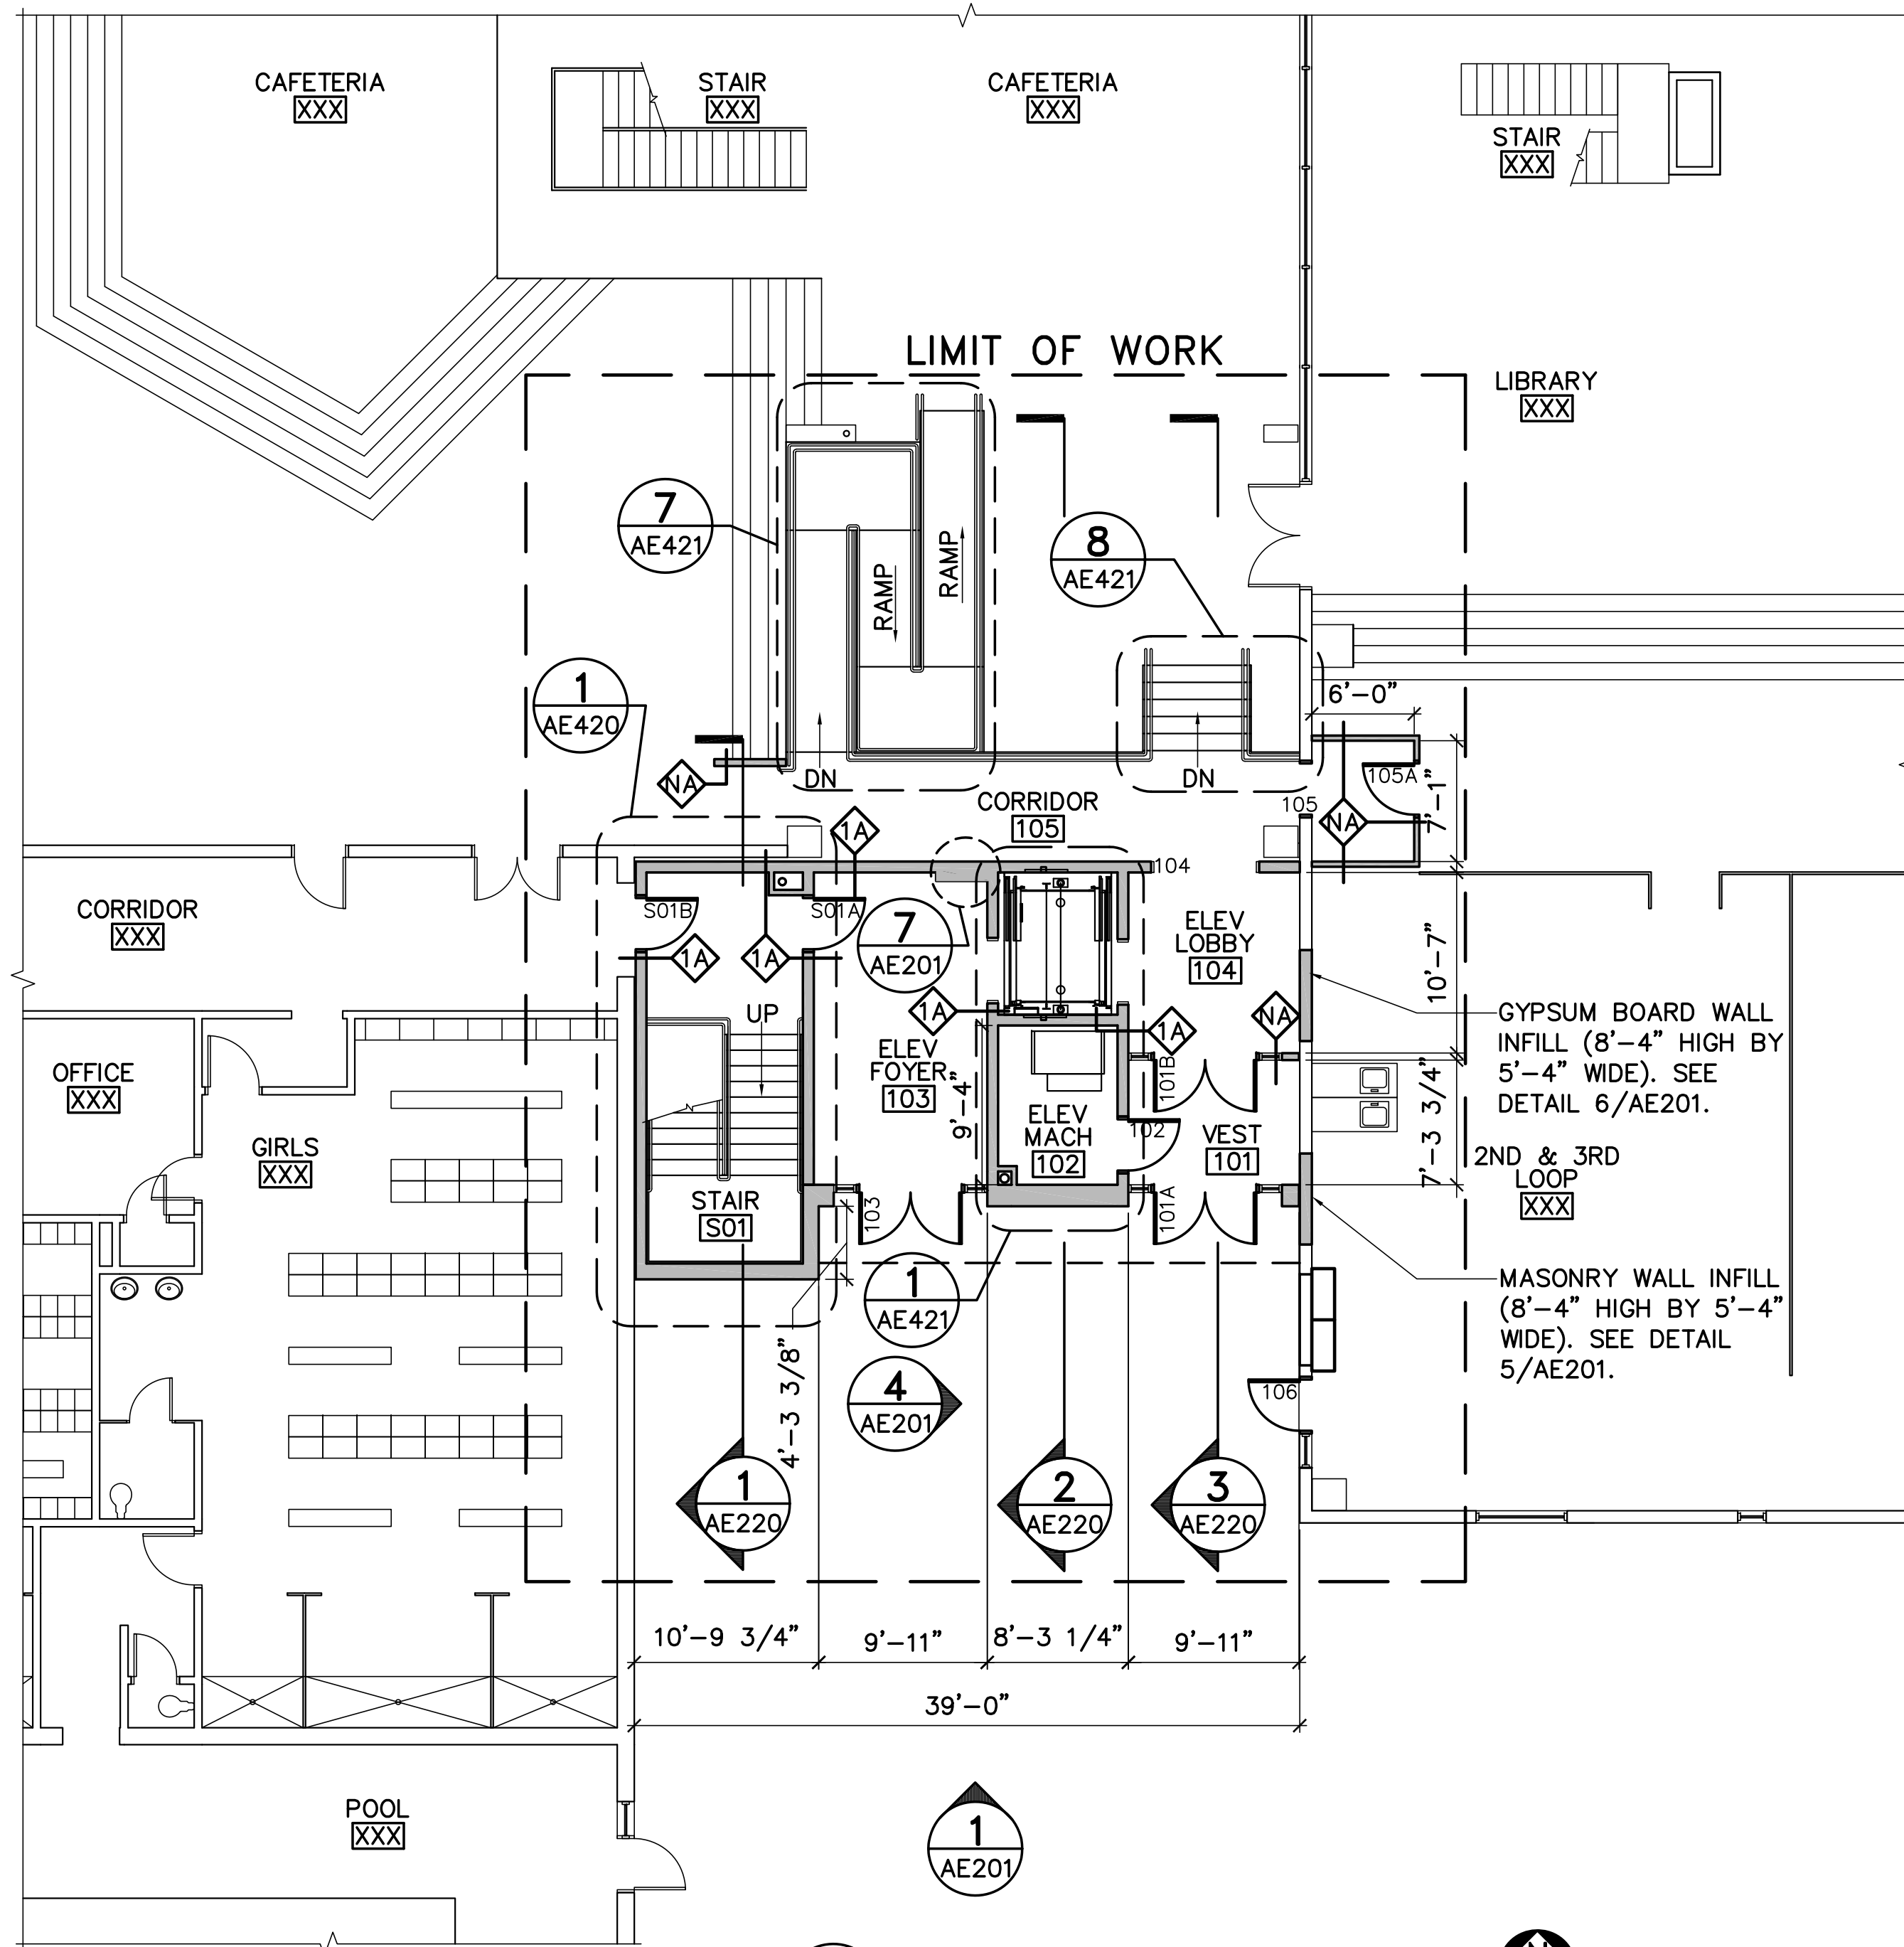 CAFETERIA
XXX
STAIR
XXX
CAFETERIA
XXX
STAIR
XXX
LIMIT OF WORK
LIBRARY
XXX
7
AE421
8
AE421
RAMP
RAMP
1
AE420
6'-0"
NA
DN
DN
105A
7'-1"
CORRIDOR
105
105
NA
1A
104
CORRIDOR
XXX
S01B
S01A
7
AE201
ELEV
LOBBY
104
10'-7"
1A
1A
UP
1A
1A
NA
GYPSUM BOARD WALL
INFILL (8'-4" HIGH BY
5'-4" WIDE). SEE
DETAIL 6/AE201.
OFFICE
XXX
ELEV
FOYER
103
9'-4"
101B
7'-3 3/4"
GIRLS
XXX
ELEV
MACH
102
102
VEST
101
2ND & 3RD
LOOP
XXX
STAIR
S01
103
101A
1
AE421
MASONRY WALL INFILL
(8'-4" HIGH BY 5'-4"
WIDE). SEE DETAIL
5/AE201.
4'-3 3/8"
4
AE201
106
1
AE220
2
AE220
3
AE220
10'-9 3/4"
9'-11"
8'-3 1/4"
9'-11"
39'-0"
POOL
XXX
1
AE201